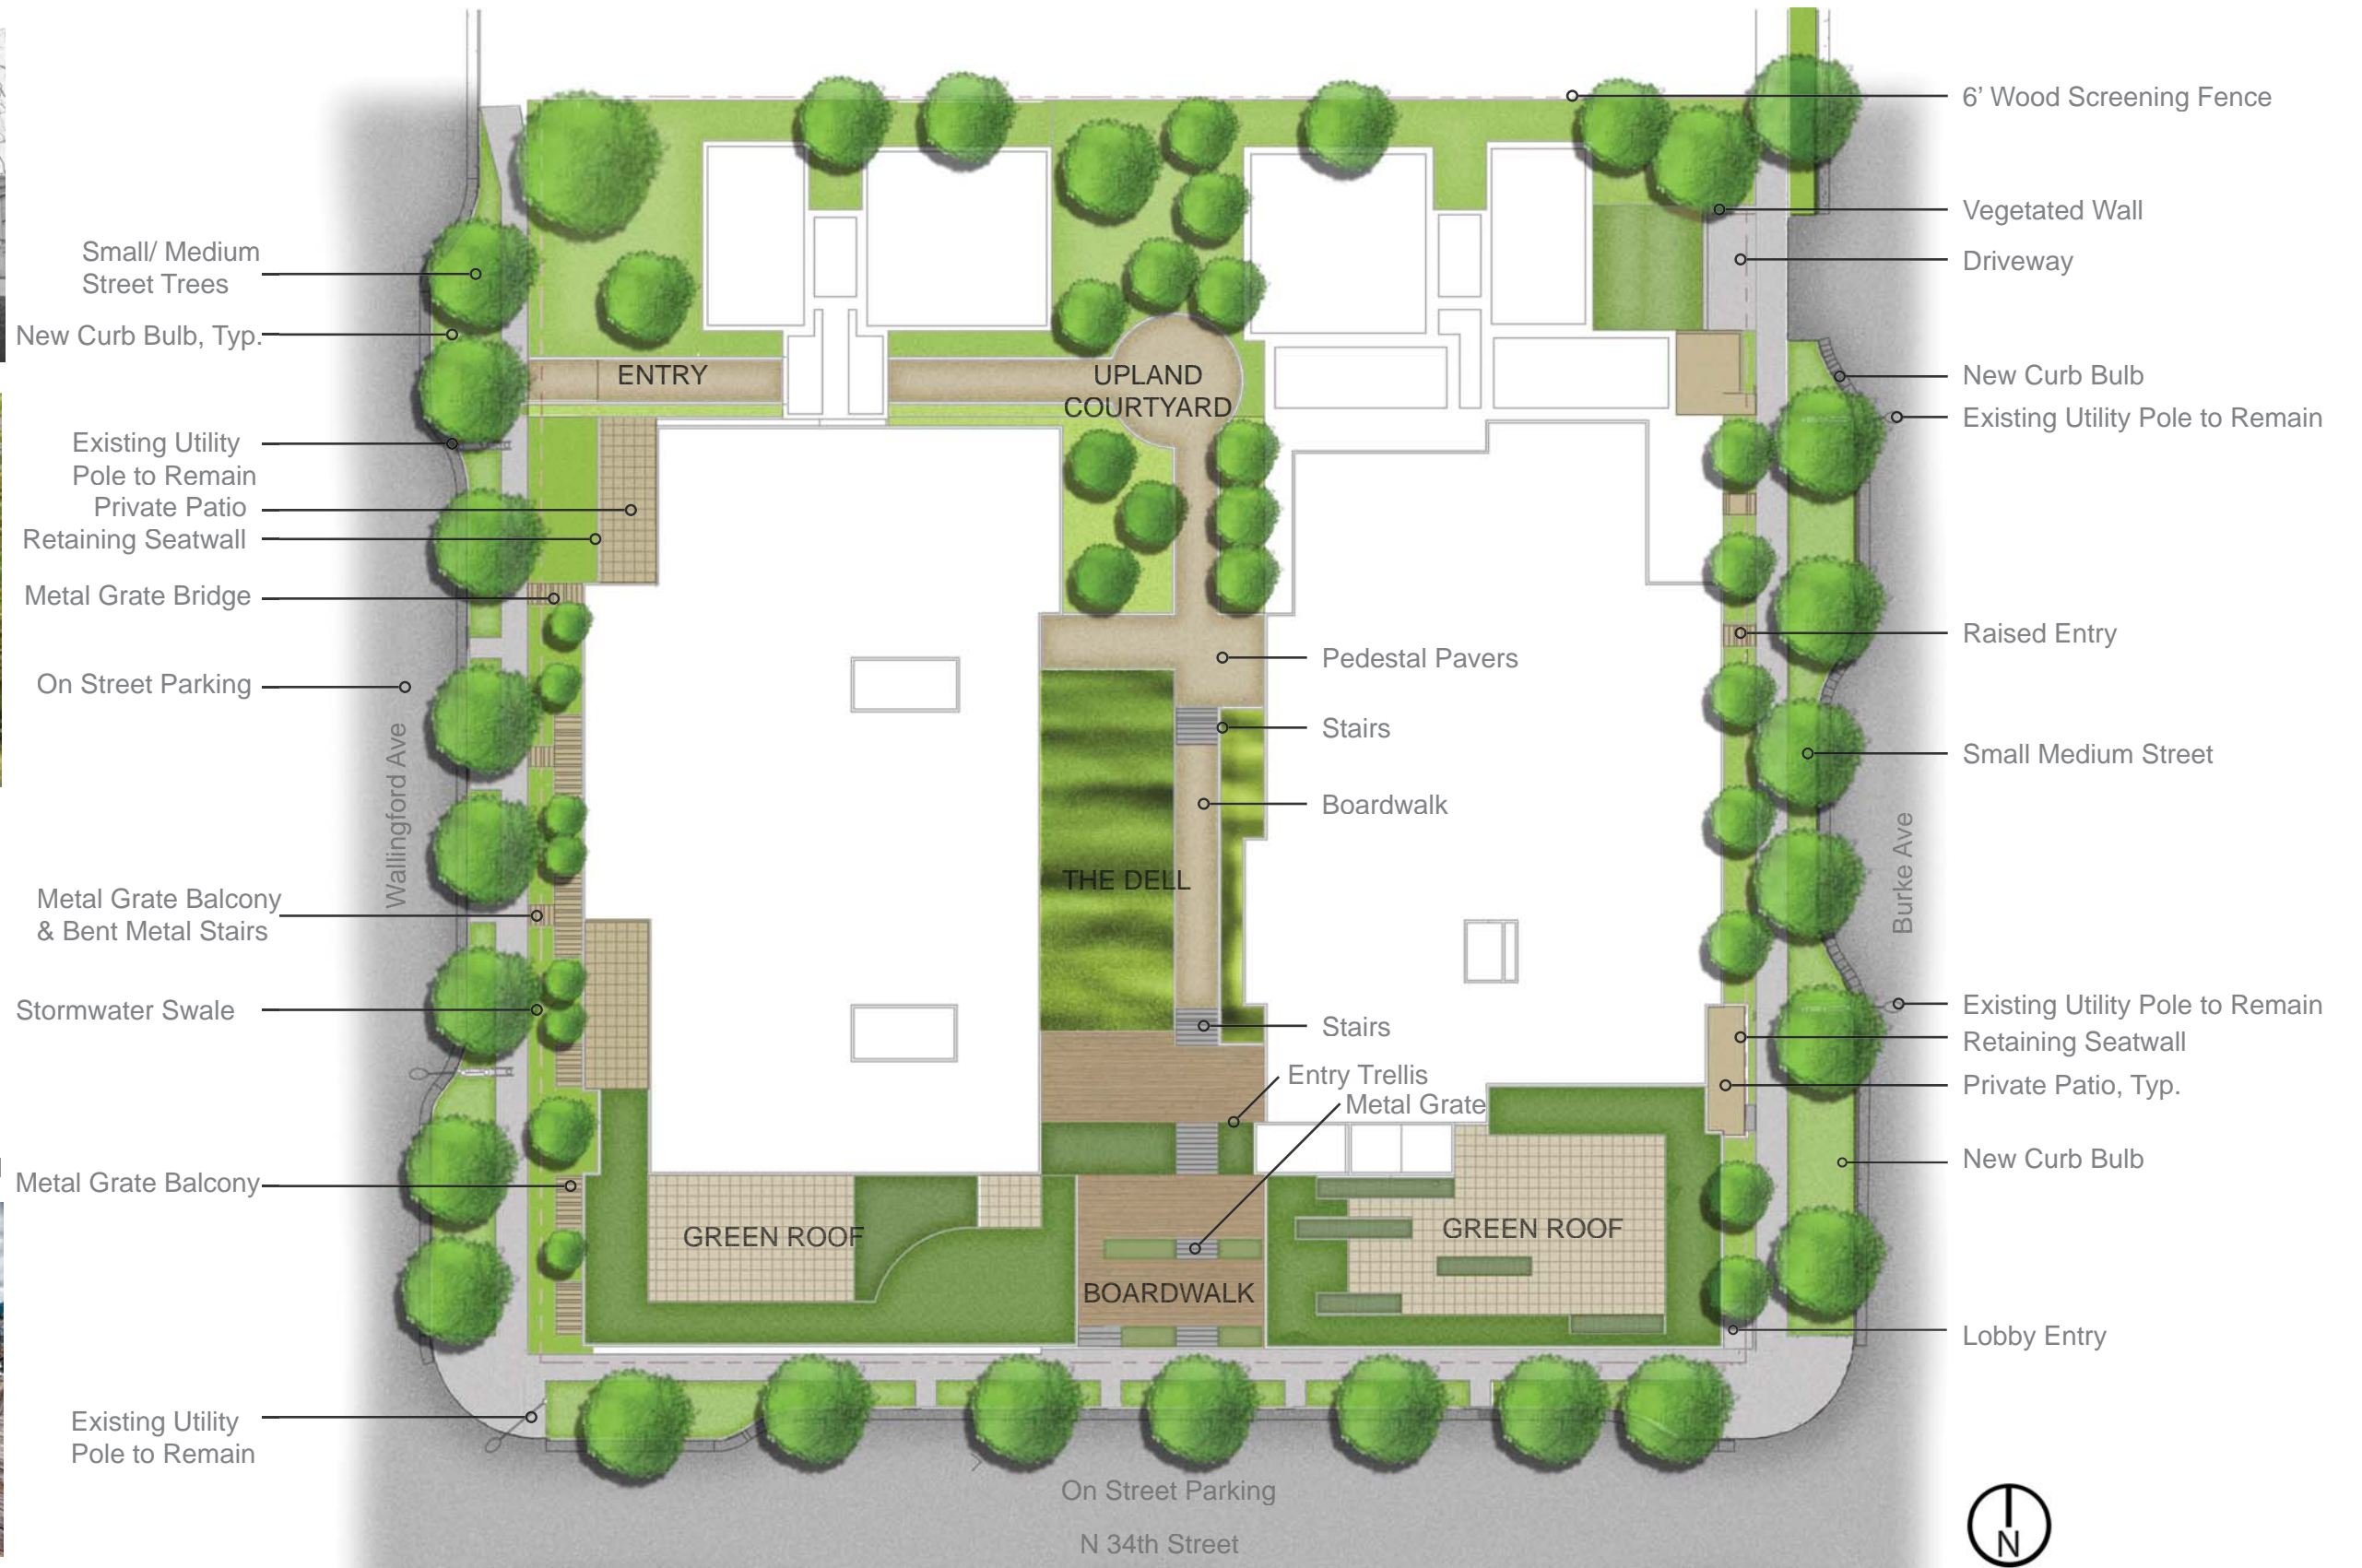 Small/ Medium
Street Trees
New Curb Bulb, Typ.
Existing Utility
Pole to Remain
Private Patio
Retaining Seatwall
Metal Grate Bridge
On Street Parking
Wallingford Ave
Metal Grate Balcony
& Bent Metal Stairs
Stormwater Swale
Metal Grate Balcony
Existing Utility
Pole to Remain
ENTRY
UPLAND
COURTYARD
Pedestal Pavers
Stairs
Boardwalk
THE DELL
Stairs
Entry Trellis
Metal Grate
GREEN ROOF
GREEN ROOF
BOARDWALK
On Street Parking
N 34th Street
6’ Wood Screening Fence
Vegetated Wall
Driveway
New Curb Bulb
Existing Utility Pole to Remain
Raised Entry
Small Medium Street
Burke Ave
Existing Utility Pole to Remain
Retaining Seatwall
Private Patio, Typ.
New Curb Bulb
Lobby Entry
N